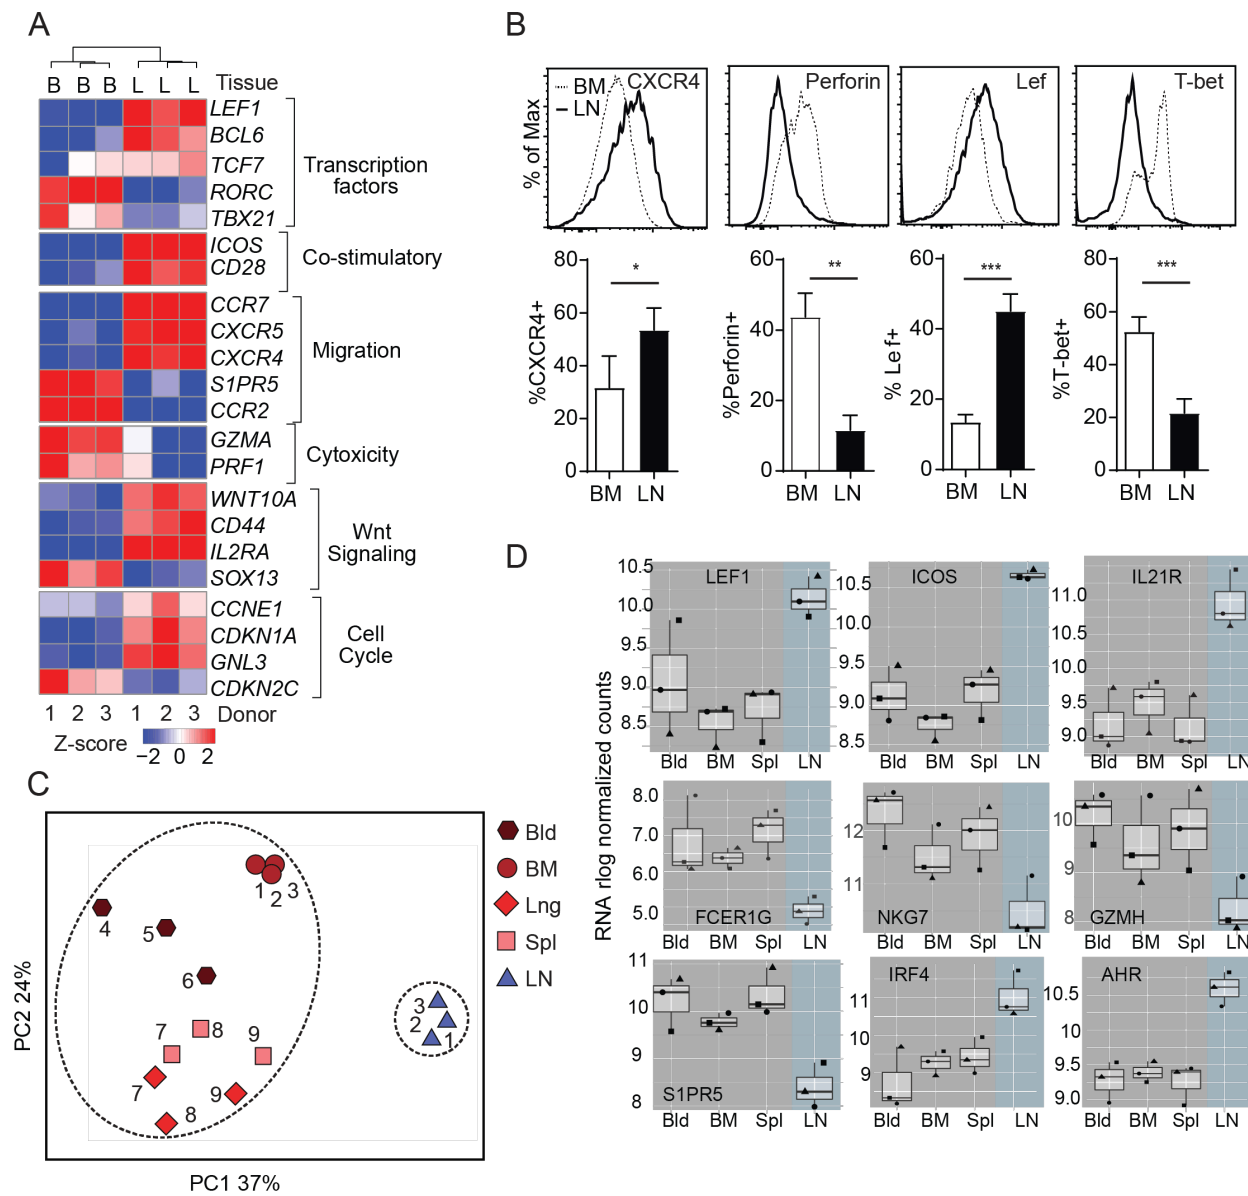 A
B B B L L L Tissue
LEF1
BCL6
TCF7
RORC
TBX21
Transcription
factors
ICOS
CD28
Co-stimulatory
CCR7
CXCR5
CXCR4
S1PR5
CCR2
Migration
GZMA
PRF1
Cytoxicity
WNT10A
CD44
IL2RA
SOX13
Wnt
Signaling
CCNE1
CDKN1A
GNL3
CDKN2C
Cell
Cycle
1 2 3 1 2 3 Donor
Z-score
−2 0 2
B
% of Max
BM
LN
CXCR4
Perforin
Lef
T-bet
%CXCR4+
80
60
40
20
0
*
BM LN
%Perforin+
60
40
20
0
**
BM LN
% Lef+
60
40
20
0
***
BM LN
%T-bet+
80
60
40
20
0
***
BM LN
C
PC2 24%
PC1 37%
1 2 3
4
5
6
7
8
9
7
8
9
3
2
1
Bld
BM
Lng
Spl
LN
D
RNA rlog normalized counts
LEF1
10.5
10.0
9.5
9.0
8.5
Bld BM Spl LN
ICOS
10.5
10.0
9.5
9.0
8.5
Bld BM Spl LN
IL21R
11.0
10.5
10.0
9.5
9.0
Bld BM Spl LN
FCER1G
8.0
7.0
6.0
5.0
Bld BM Spl LN
NKG7
12
11
Bld BM Spl LN
GZMH
10
9
8
Bld BM Spl LN
S1PR5
11
10
9
8
Bld BM Spl LN
IRF4
11
10
9
Bld BM Spl LN
AHR
10.5
10
9.5
9.0
Bld BM Spl LN